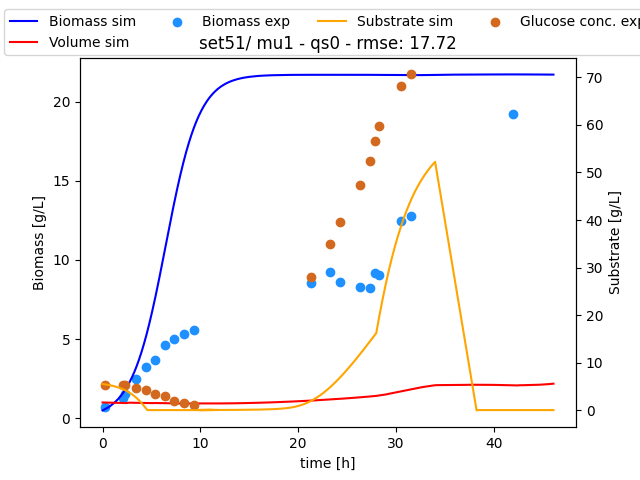 Biomass sim Biomass exp Substrate sim Glucose conc. exp
Volume sim
set51/ mu1 - qs0 - rmse: 17.72
20
15
10
5
0
Biomass [g/L]
70
60
50
40
30
20
10
0
Substrate [g/L]
0 10 20 30 40
time [h]